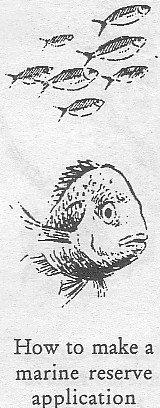 How to make a
marine reserve
application